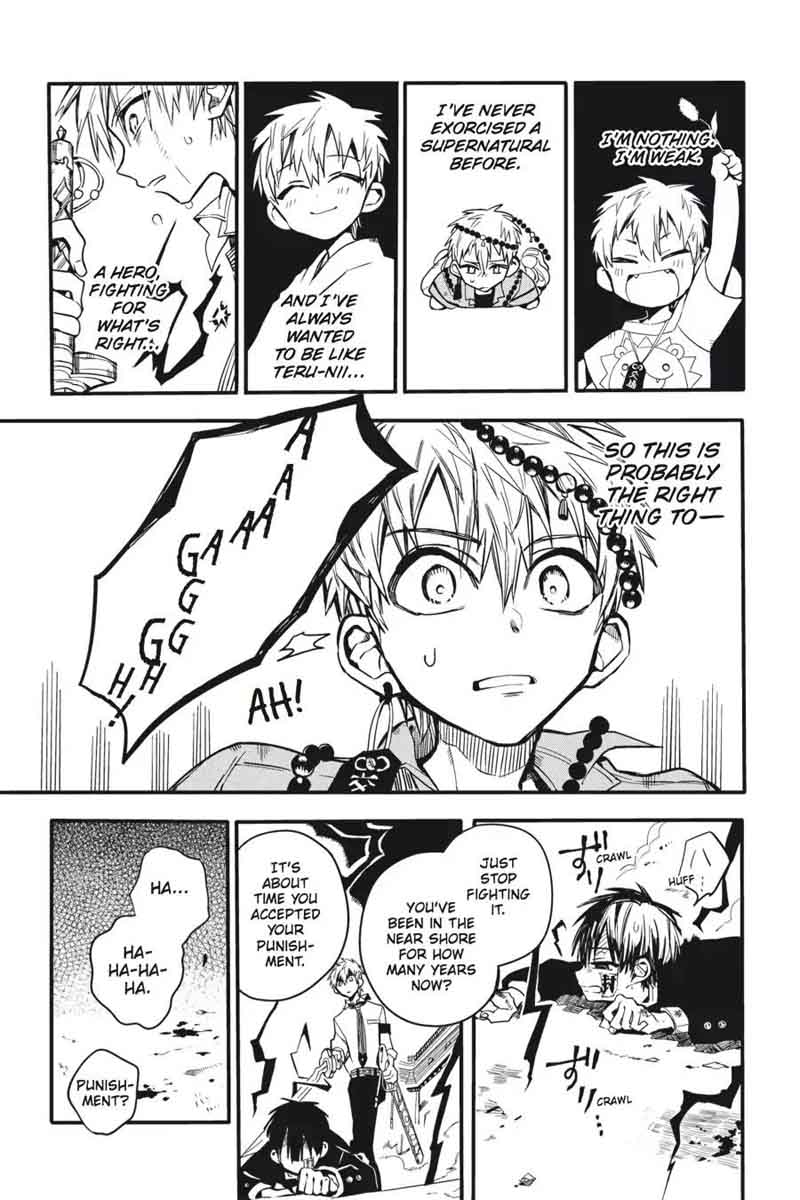 I'M NOTHING.
I'M WEAK.
I'VE NEVER
EXORCISED A
SUPERNATURAL
BEFORE.
AND I'VE
ALWAYS
WANTED
TO BE LIKE
TERU-NII...
A HERO,
FIGHTING
FOR
WHAT'S
RIGHT...
SO THIS IS
PROBABLY
THE RIGHT
THING TO—
AAAAAGGGGHH!
AH!
HUFF
ずッ
CRAWL
ずッ...
CRAWL
JUST
STOP
FIGHTING
IT.
YOU'VE
BEEN IN THE
NEAR SHORE
FOR HOW
MANY YEARS
NOW?
IT'S
ABOUT
TIME YOU
ACCEPTED
YOUR
PUNISH-
MENT.
HA...
HA-
HA-HA-
HA.
PUNISH-
MENT?